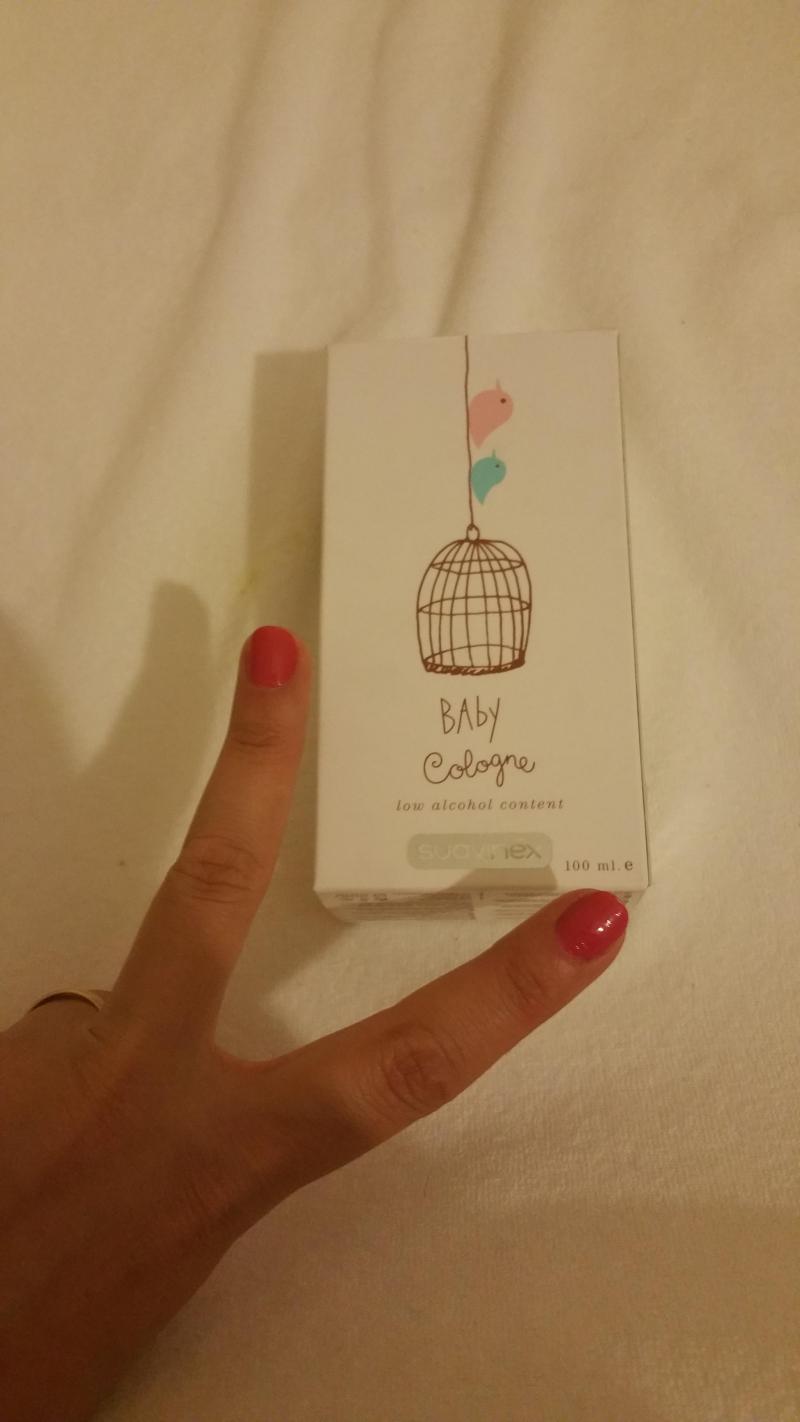 BAby
Cologne
low alcohol content
suavinex
100 ml. e